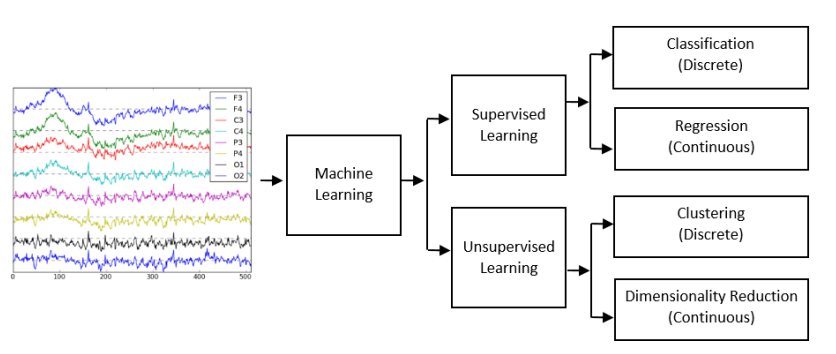 F3
F4
C3
C4
P3
P4
O1
O2
0
100
200
300
400
500
Machine
Learning
Supervised
Learning
Unsupervised
Learning
Classification
(Discrete)
Regression
(Continuous)
Clustering
(Discrete)
Dimensionality Reduction
(Continuous)